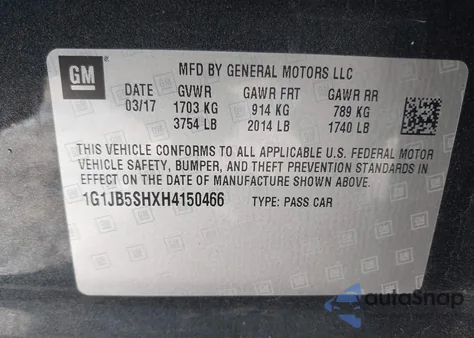 GM
MFD BY GENERAL MOTORS LLC
DATE GVWR GAWR FRT GAWR RR
03/17 1703 KG 914 KG 789 KG
3754 LB 2014 LB 1740 LB
THIS VEHICLE CONFORMS TO ALL APPLICABLE U.S. FEDERAL MOTOR
VEHICLE SAFETY, BUMPER, AND THEFT PREVENTION STANDARDS IN
EFFECT ON THE DATE OF MANUFACTURE SHOWN ABOVE.
1G1JB5SHXH4150466 TYPE: PASS CAR
autoSnap